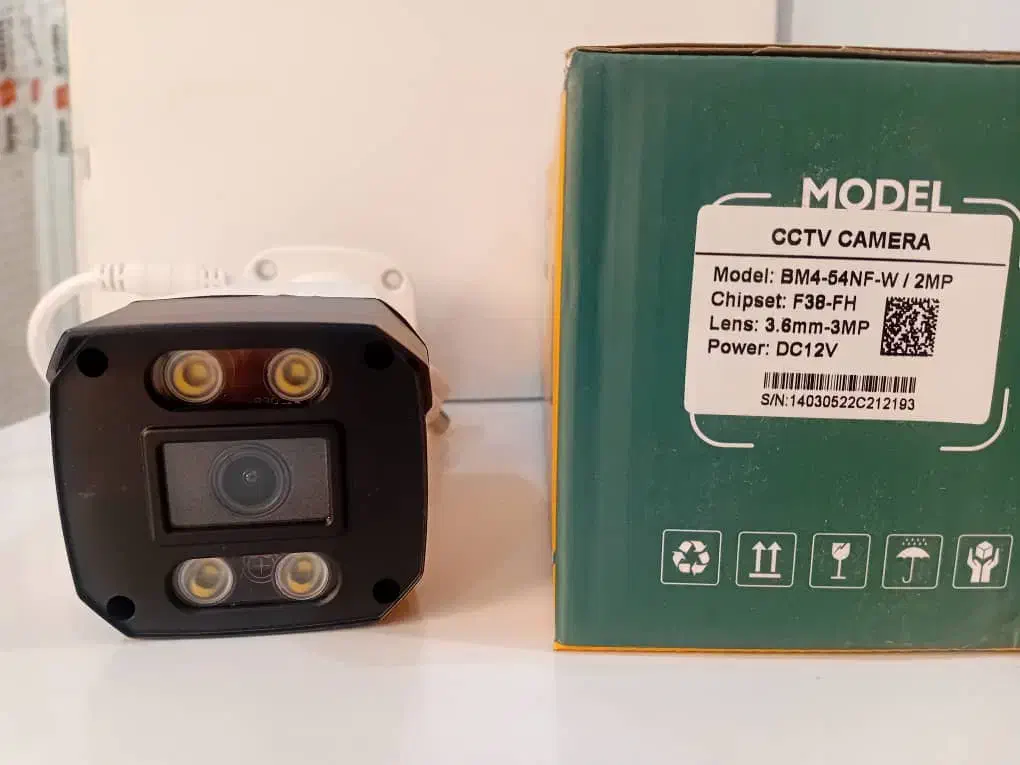 MODEL
CCTV CAMERA
Model: BM4-54NF-W / 2MP
Chipset: F38-FH
Lens: 3.6mm-3MP
Power: DC12V
S/N:14030522C212193